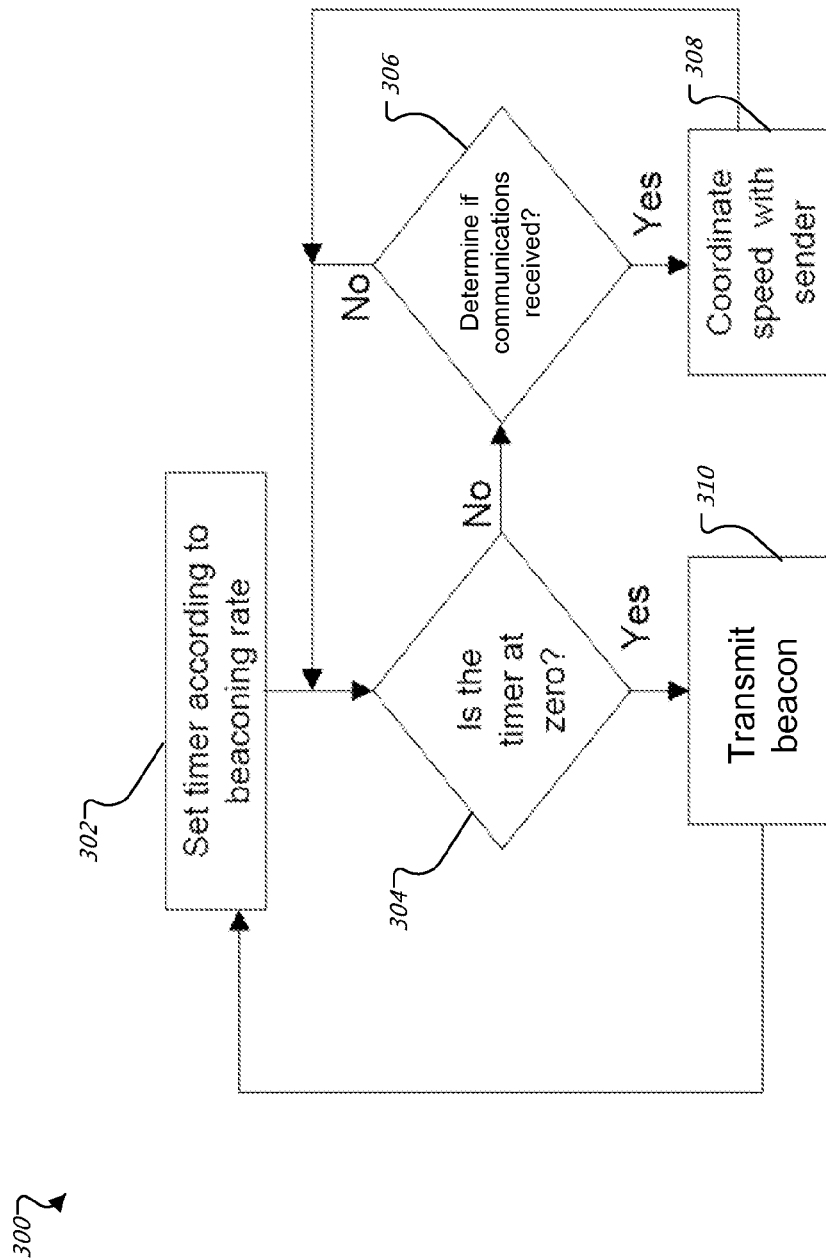 300
302
Set timer according to
beaconing rate
304
Is the
timer at
zero?
No
Yes
306
Determine if
communications
received?
No
Yes
308
Coordinate
speed with
sender
310
Transmit
beacon